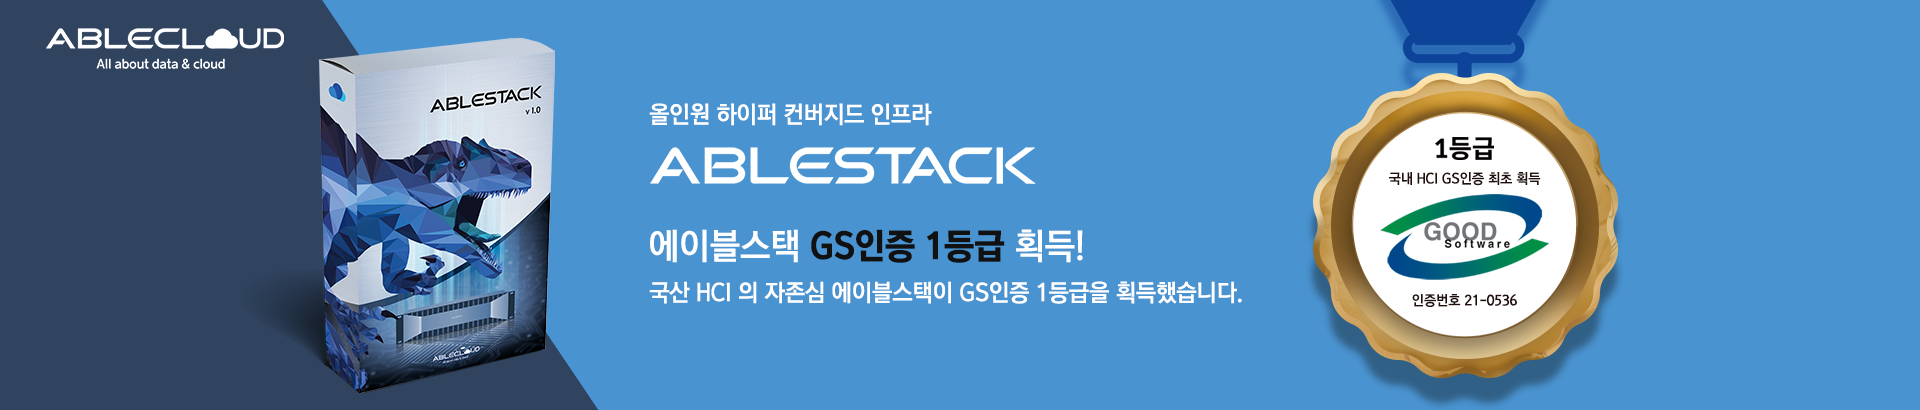 ABLECLOUD
All about data & cloud
ABLESTACK
v 1.0
ABLECLOUD
올인원 하이퍼 컨버지드 인프라
ABLESTACK
에이블스택 GS인증 1등급 획득!
국산 HCI 의 자존심 에이블스택이 GS인증 1등급을 획득했습니다.
1등급
국내 HCI GS인증 최초 획득
GOOD
Software
인증번호 21-0536